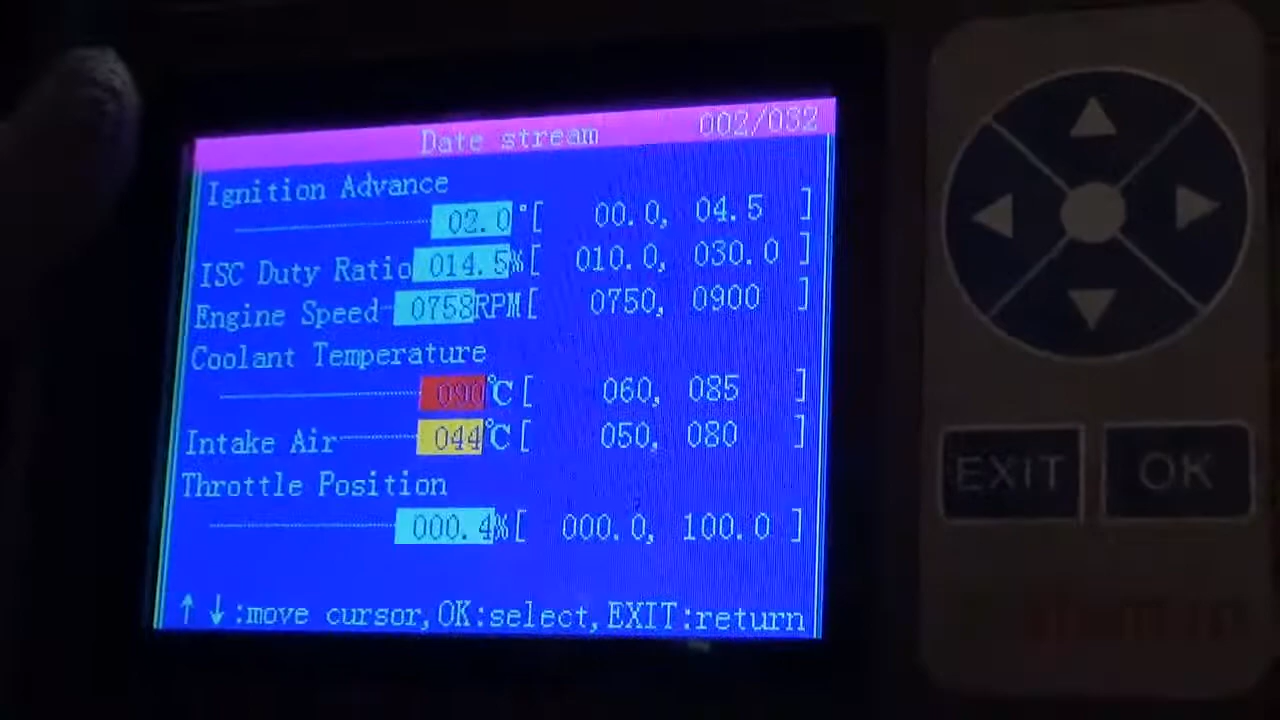 Date stream 002/032
Ignition Advance
02.0 °[ 00.0, 04.5 ]
ISC Duty Ratio 014.5%[ 010.0, 030.0 ]
Engine Speed 0758RPM[ 0750, 0900 ]
Coolant Temperature
090℃[ 060, 085 ]
Intake Air 044℃[ 050, 080 ]
Throttle Position
000.4%[ 000.0, 100.0 ]
↑↓:move cursor,OK:select,EXIT:return
EXIT OK